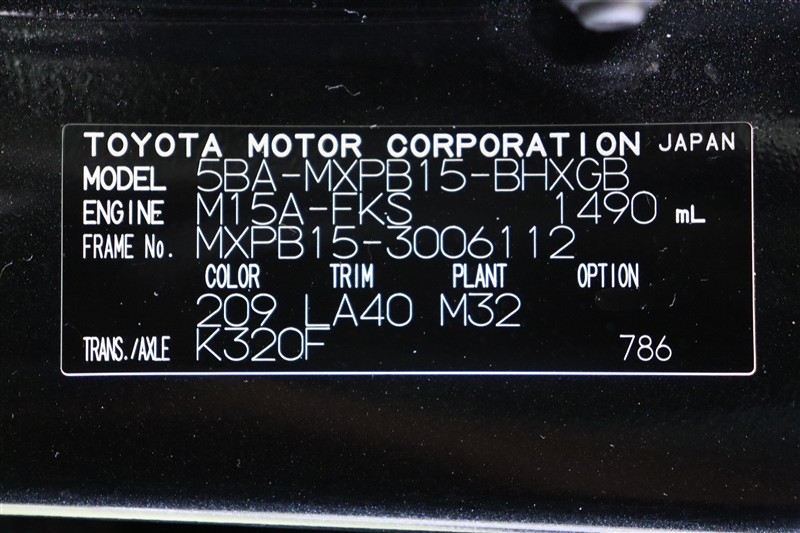 TOYOTA MOTOR CORPORATION JAPAN
MODEL 5BA-MXPB15-BHXGB
ENGINE M15A-FKS 1490 mL
FRAME No. MXPB15-3006112
COLOR TRIM PLANT OPTION
209 LA40 M32
TRANS./AXLE K320F 786